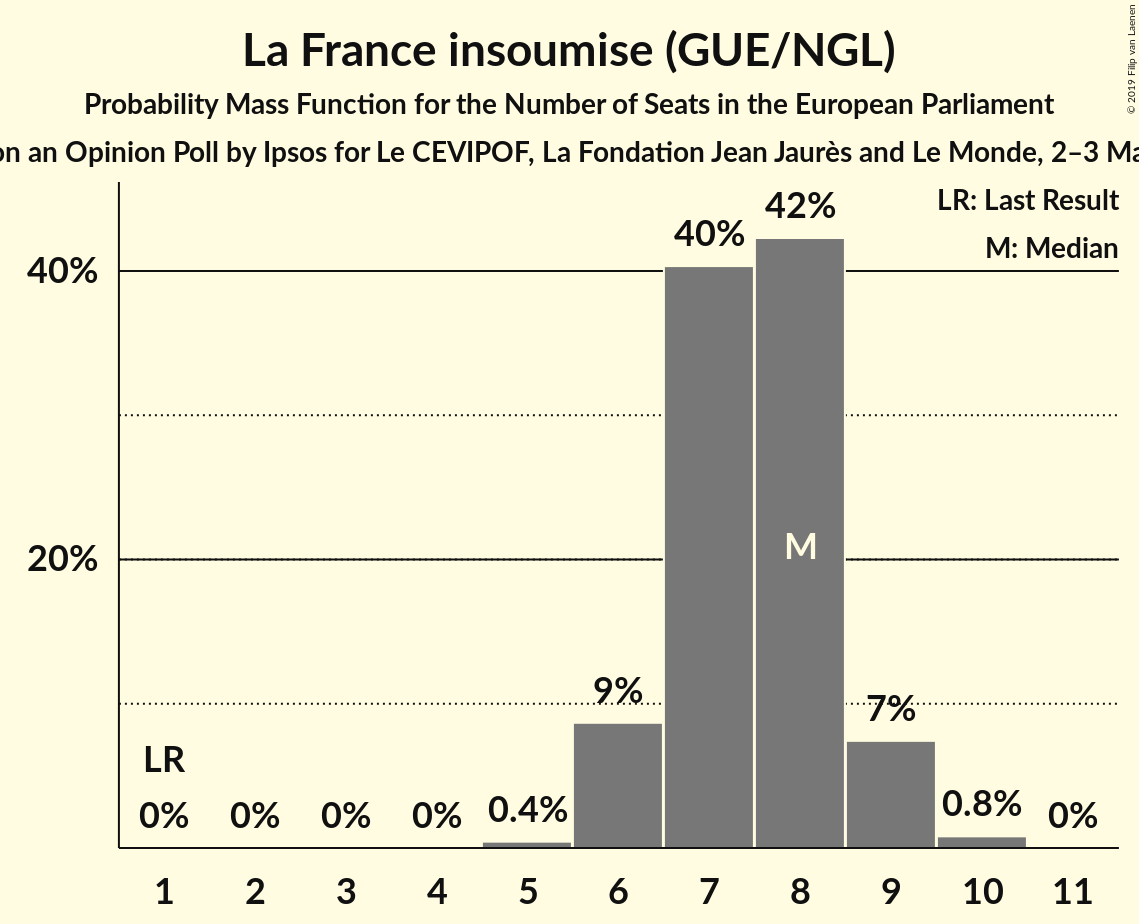 La France insoumise (GUE/NGL)
Probability Mass Function for the Number of Seats in the European Parliament
on an Opinion Poll by Ipsos for Le CEVIPOF, La Fondation Jean Jaurès and Le Monde, 2–3 Ma
© 2019 Filip van Laenen
LR: Last Result
M: Median
42%
40%
40%
M
20%
9%
7%
LR
0% 0% 0% 0% 0.4% 0.8% 0%
1 2 3 4 5 6 7 8 9 10 11